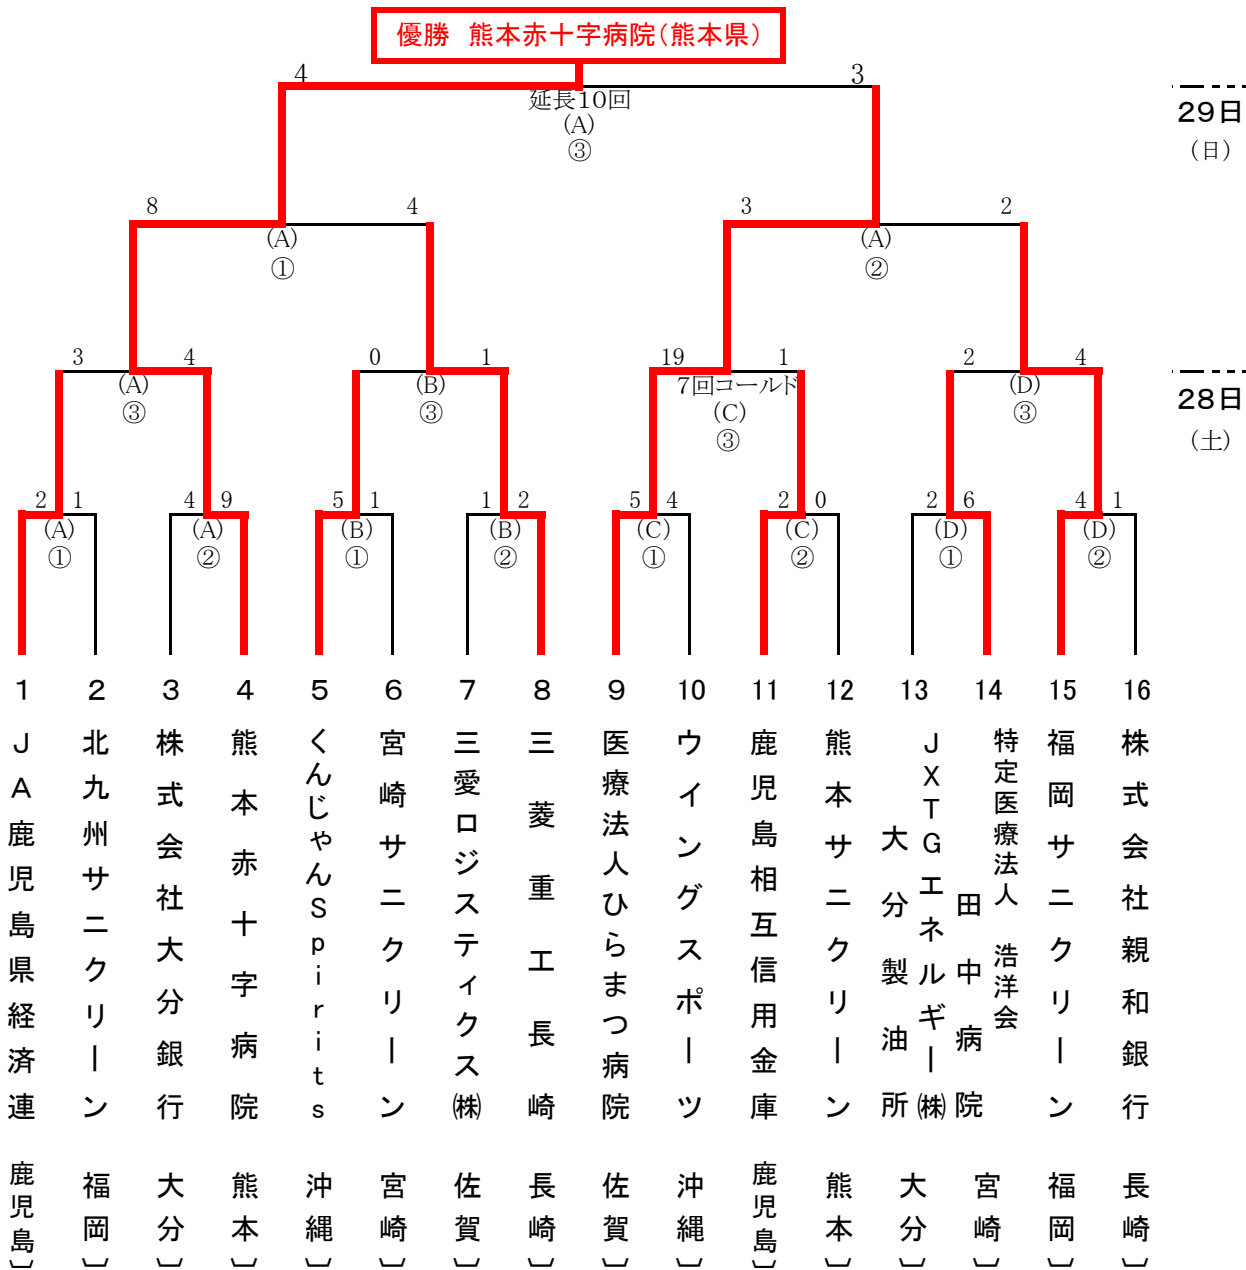 優勝　熊本赤十字病院(熊本県)
4 3
延長10回
(A)
③
29日
(日)
8 4 3 2
(A) (A)
① ②
3 4 0 1 19 1 2 4
(A) (B) 7回コールド (D)
③ ③ (C) ③
③
28日
(土)
2 1 4 9 5 1 1 2 5 4 2 0 2 6 4 1
(A) (A) (B) (B) (C) (C) (D) (D)
① ② ① ② ① ② ① ②
1 2 3 4 5 6 7 8 9 10 11 12 13 14 15 16
JA鹿児島県経済連
鹿児島
北九州サニクリーン
福岡
株式会社大分銀行
大分
熊本赤十字病院
熊本
くんじゃんSpirits
沖縄
宮崎サニクリーン
宮崎
三愛ロジスティクス㈱
佐賀
三菱重工長崎
長崎
医療法人ひらまつ病院
佐賀
ウイングスポーツ
沖縄
鹿児島相互信用金庫
鹿児島
熊本サニクリーン
熊本
JXTGエネルギー㈱
大分製油所
大分
特定医療法人 浩洋会
田中病院
宮崎
福岡サニクリーン
福岡
株式会社親和銀行
長崎